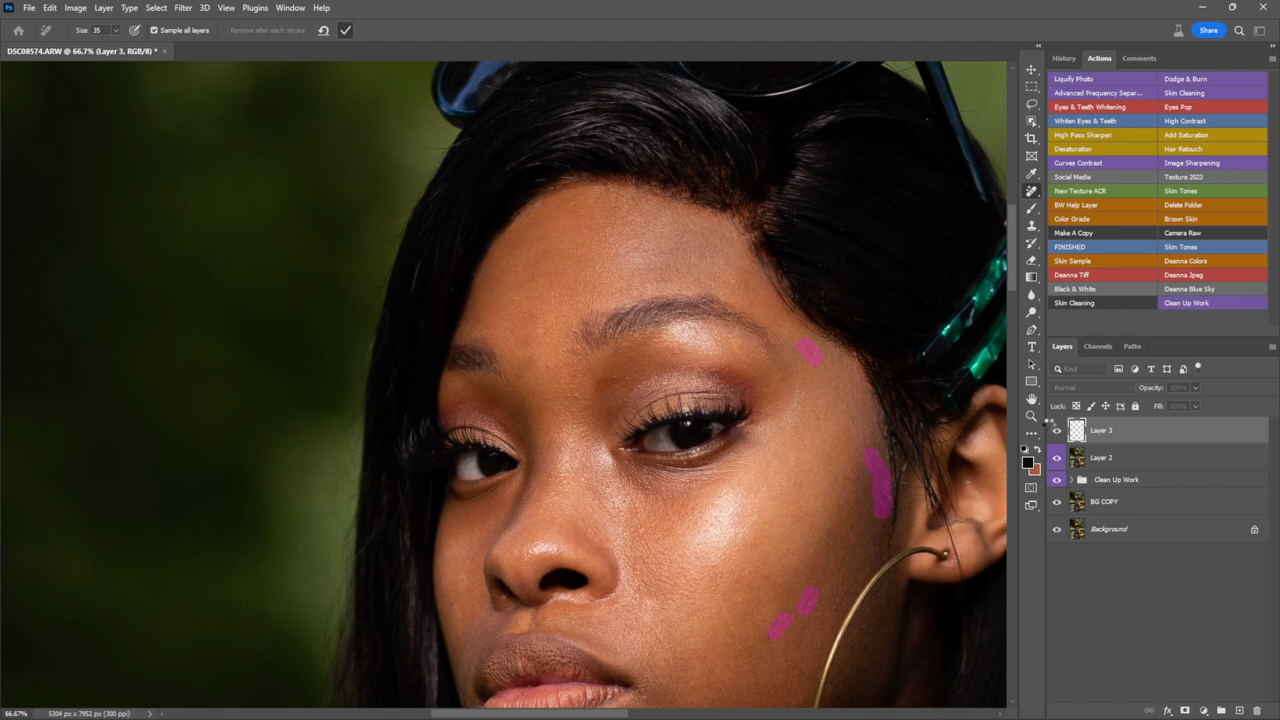 Ps File Edit Image Layer Type Select Filter 3D View Plugins Window Help
Size 35 Sample all layers Remove after each stroke Share
DSC08574.ARW @ 66.7% (Layer 3, RGB/8) *
History Actions Comments
Liquify Photo Dodge & Burn
Advanced Frequency Separ... Skin Cleaning
Eyes & Teeth Whitening Eyes Pop
Whiten Eyes & Teeth High Contrast
High Pass Sharpen Add Saturation
Desaturation Hair Retouch
Curves Contrast Image Sharpening
Social Media Texture 2023
New Texture ACR Skin Tones
BW Help Layer Delete Folder
Color Grade Brown Skin
Make A Copy Camera Raw
FINISHED Skin Tones
Skin Sample Deanna Colors
Deanna Tiff Deanna Jpeg
Black & White Deanna Blue Sky
Skin Cleaning Clean Up Work
Layers Channels Paths
Kind
Normal Opacity: 100%
Lock: Fill: 100%
Layer 3
Layer 2
Clean Up Work
BG COPY
Background
66.67% 5304 px x 7952 px (300 ppi)